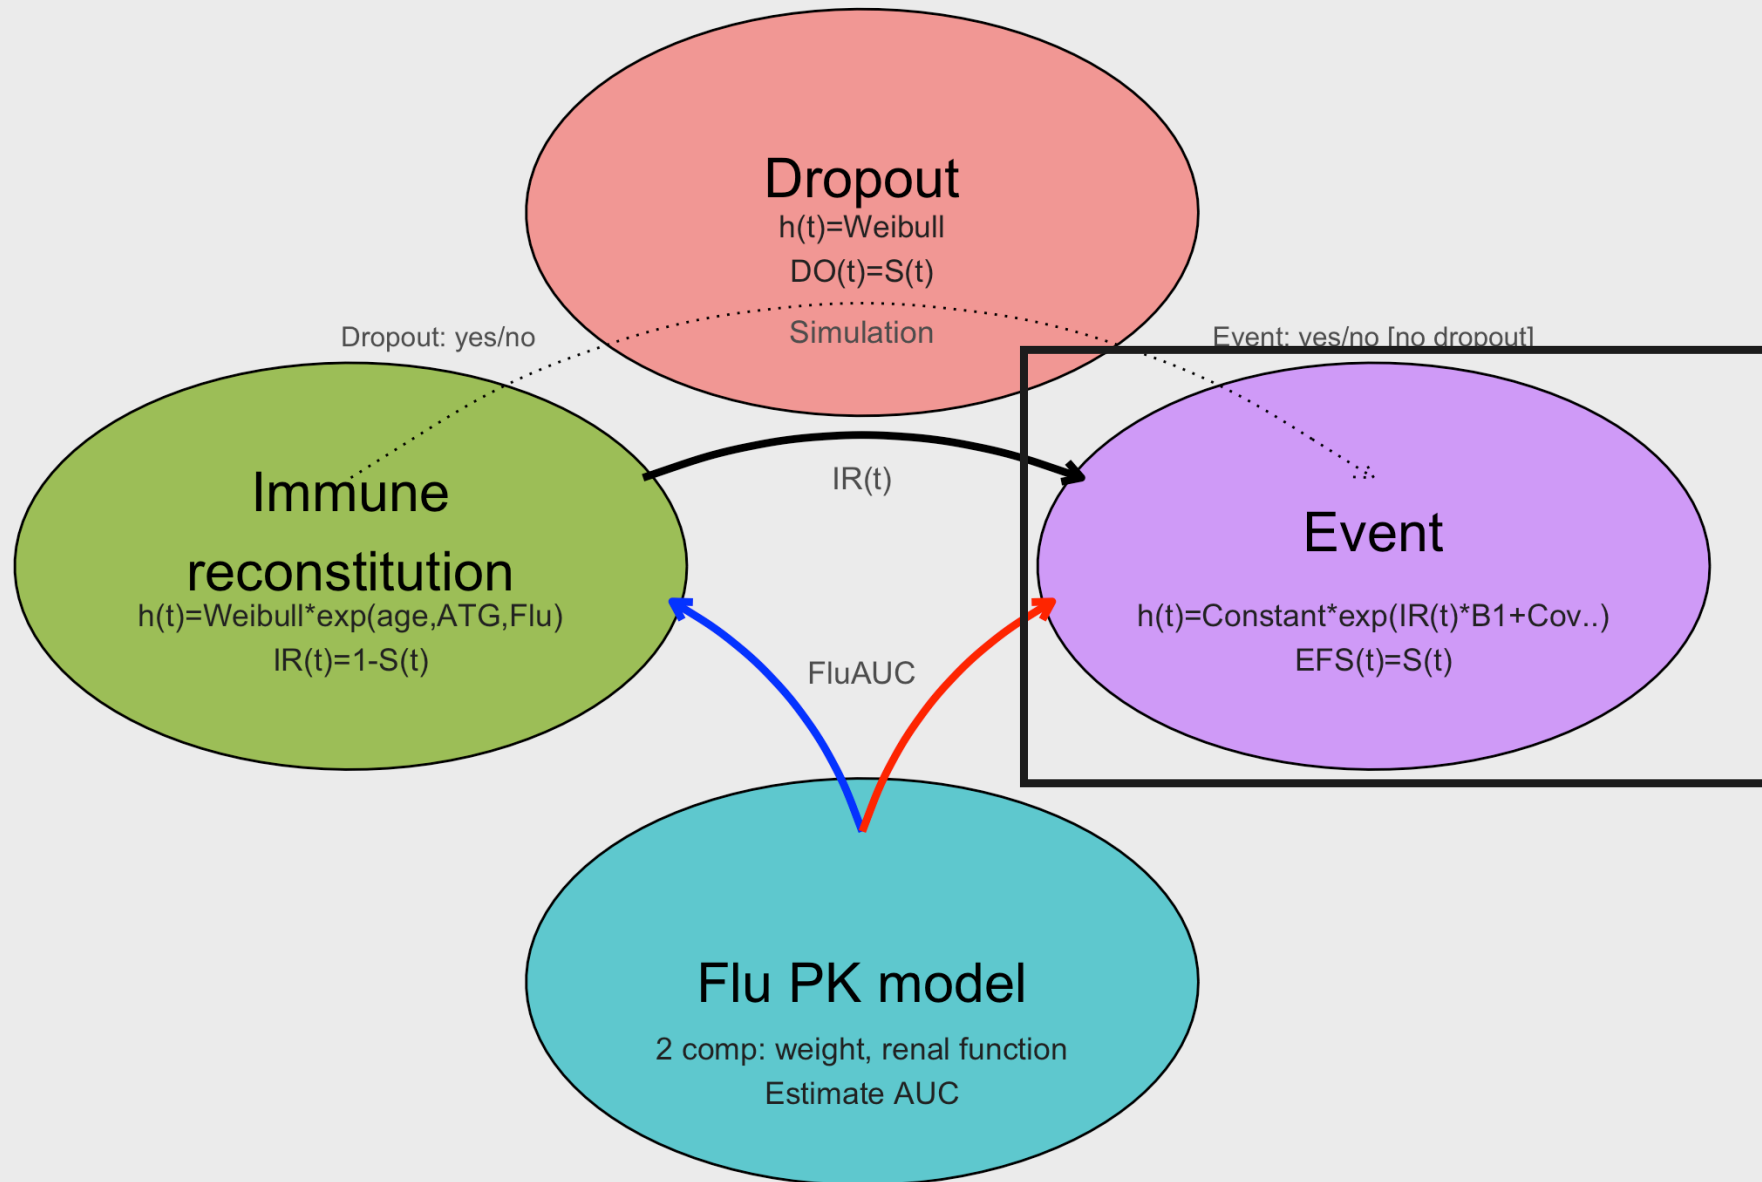 Dropout
h(t)=Weibull
DO(t)=S(t)
Dropout: yes/no
Simulation
Event: yes/no [no dropout]
Immune
reconstitution
h(t)=Weibull*exp(age,ATG,Flu)
IR(t)=1-S(t)
IR(t)
Event
h(t)=Constant*exp(IR(t)*B1+Cov..)
EFS(t)=S(t)
FluAUC
Flu PK model
2 comp: weight, renal function
Estimate AUC